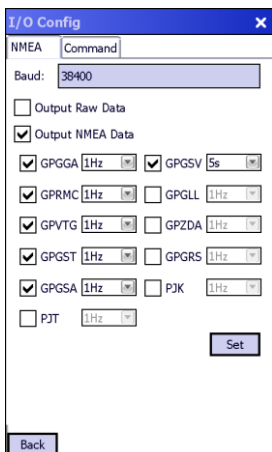 I/O Config
NMEA Command
Baud: 38400
Output Raw Data
Output NMEA Data
GPGGA 1Hz GPGSV 5s
GPRMC 1Hz GPGLL 1Hz
GPVTG 1Hz GPZDA 1Hz
GPGST 1Hz GPGRS 1Hz
GPGSA 1Hz PJK 1Hz
PJT 1Hz
Set
Back